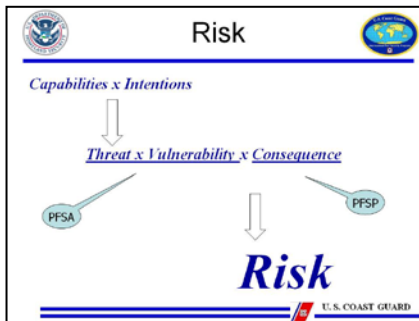 Risk
Capabilities x Intentions
Threat x Vulnerability x Consequence
PFSA
PFSP
Risk
U. S. COAST GUARD